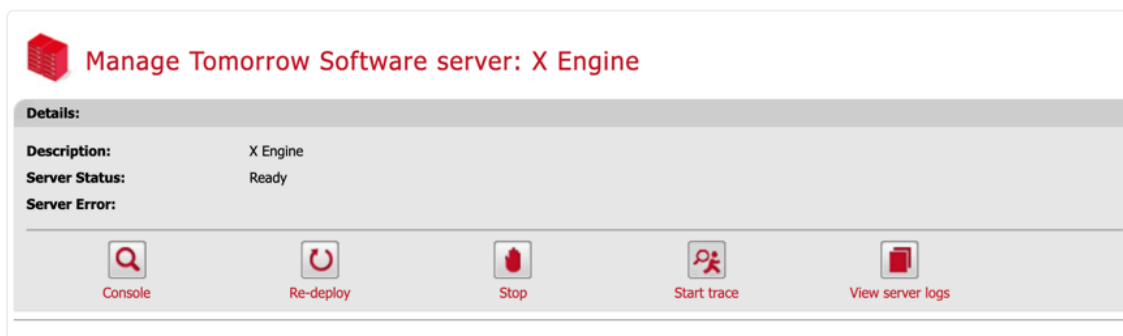 Manage Tomorrow Software server: X Engine
Details:
Description: X Engine
Server Status: Ready
Server Error:
Console Re-deploy Stop Start trace View server logs